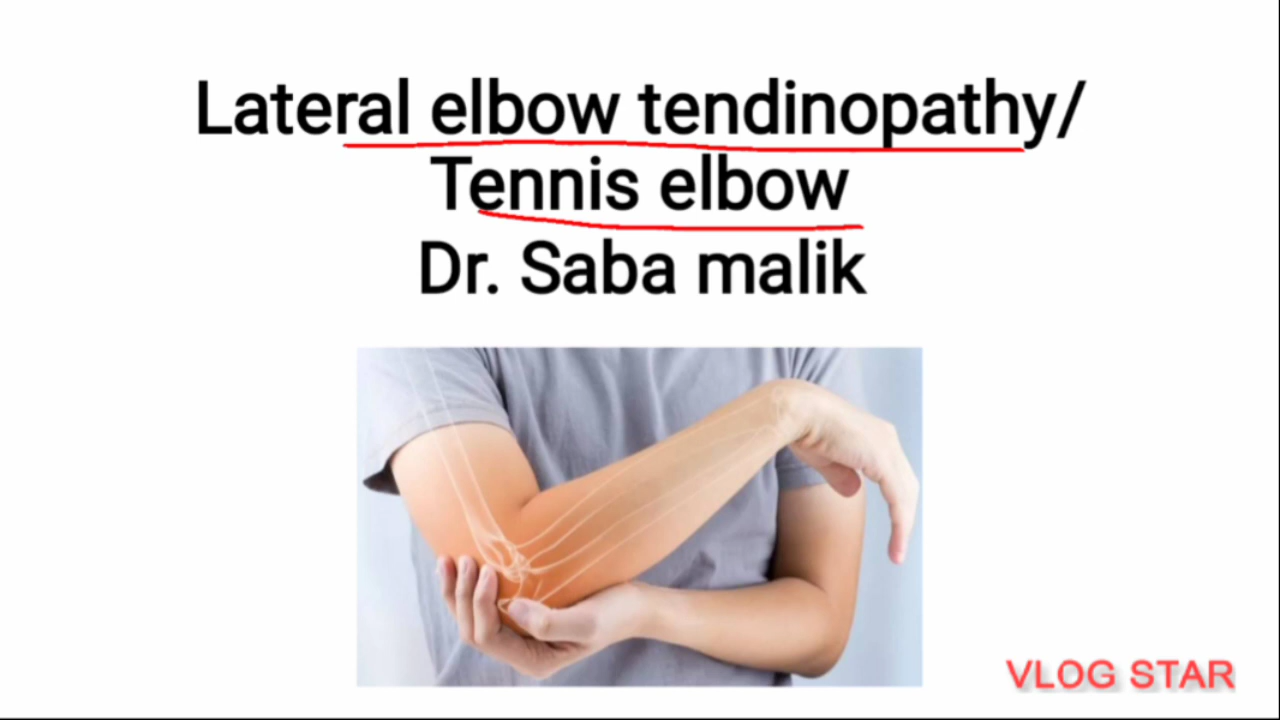 Lateral elbow tendinopathy/
Tennis elbow
Dr. Saba malik
VLOG STAR